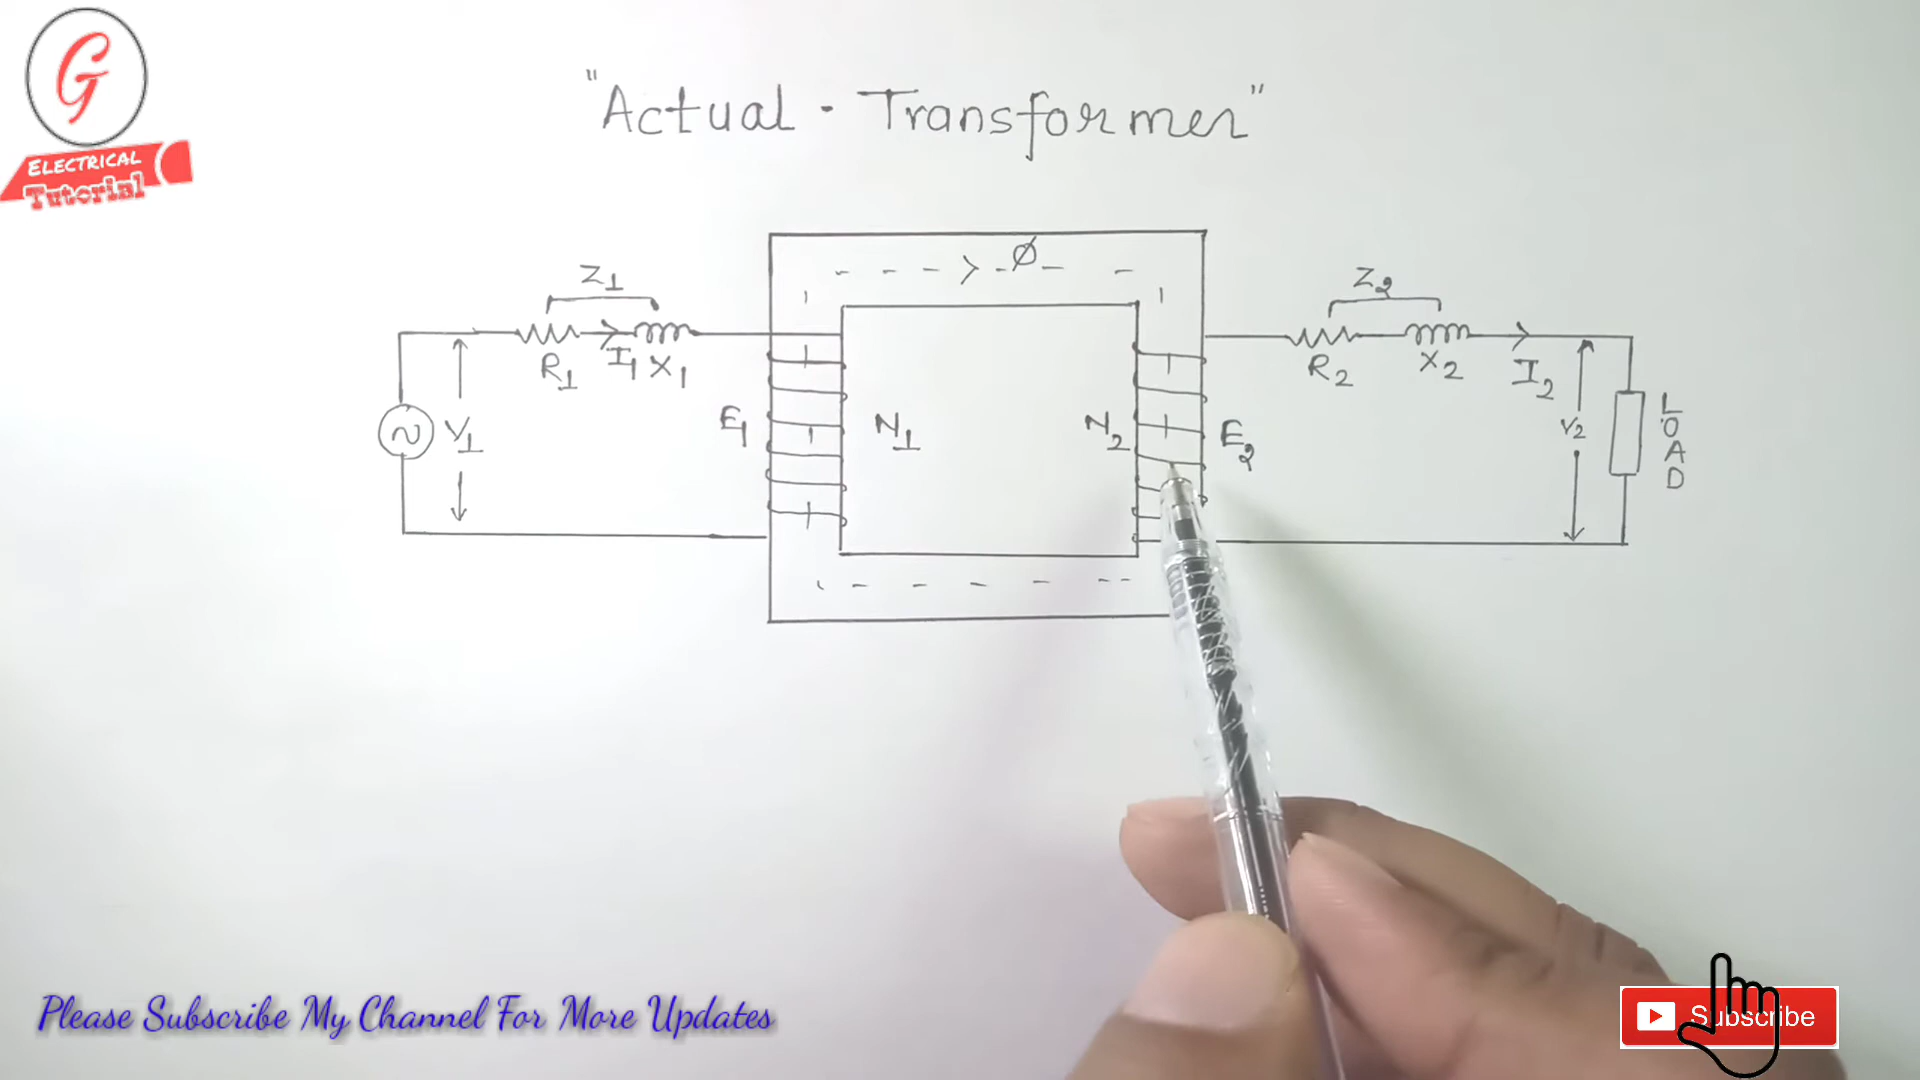 G
ELECTRICAL
Tutorial
"Actual - Transformer"
Z1
R1
I1
X1
V1
E1
N1
Ø
N2
E2
Z2
R2
X2
I2
V2
LOAD
Please Subscribe My Channel For More Updates
Subscribe